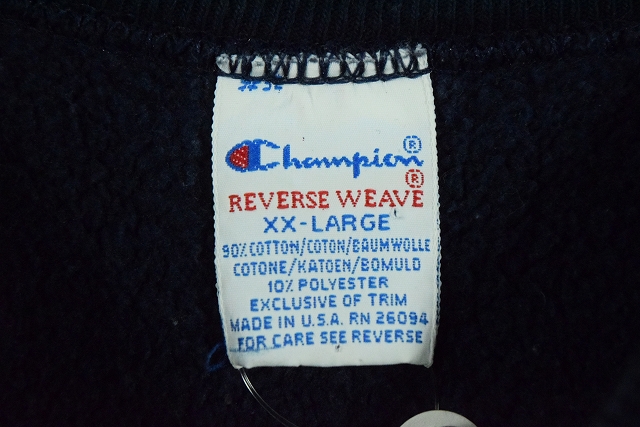 Champion®
REVERSE WEAVE®
XX-LARGE
90% COTTON/COTON/BAUMWOLLE
COTONE/KATOEN/BOMULD
10% POLYESTER
EXCLUSIVE OF TRIM
MADE IN U.S.A. RN 26094
FOR CARE SEE REVERSE